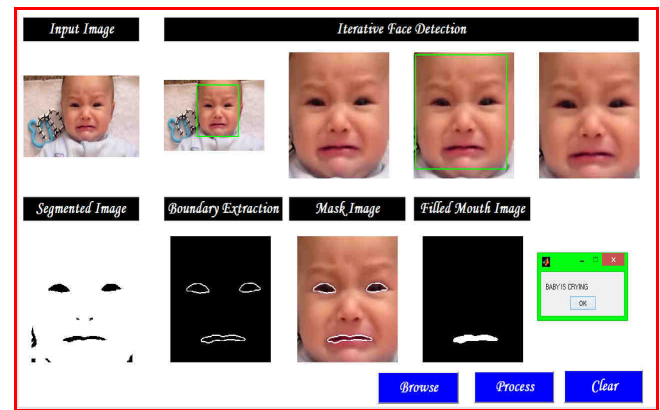 Input Image
Iterative Face Detection
Segmented Image
Boundary Extraction
Mask Image
Filled Mouth Image
BABY IS CRYING
OK
Browse
Process
Clear